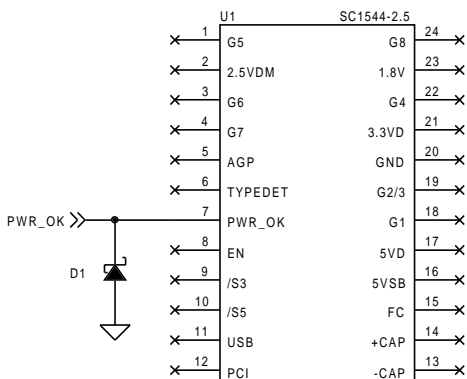 U1 SC1544-2.5
1 G5 G8 24
2 2.5VDM 1.8V 23
3 G6 G4 22
4 G7 3.3VD 21
5 AGP GND 20
6 TYPEDET G2/3 19
PWR_OK 7 PWR_OK G1 18
8 EN 5VD 17
D1 9 /S3 5VSB 16
10 /S5 FC 15
11 USB +CAP 14
12 PCI -CAP 13